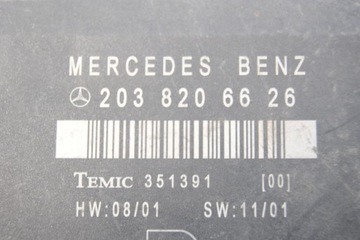 MERCEDES BENZ
203 820 66 26
TEMIC 351391 [00]
HW:08/01 SW:11/01